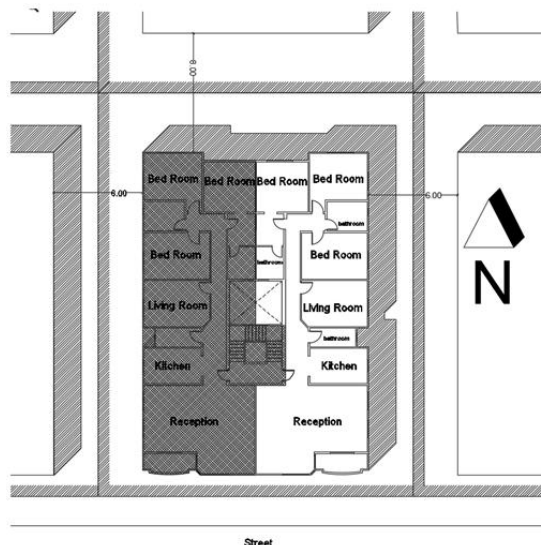 8.00
Bed Room
Bed Room
Bed Room
Bed Room
6.00
6.00
bathroom
Bed Room
bathroom
Bed Room
N
Living Room
Living Room
bathroom
Kitchen
Kitchen
Reception
Reception
Street